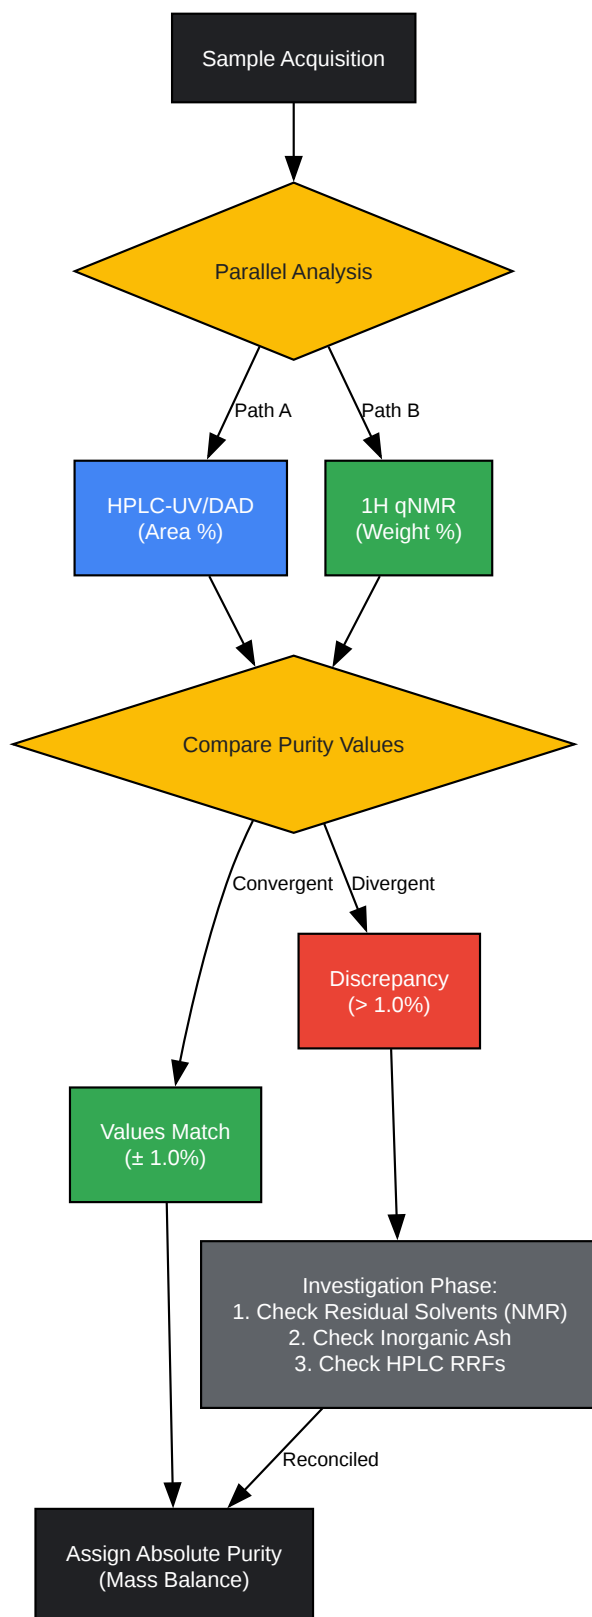 Sample Acquisition
Parallel Analysis
Path A
Path B
HPLC-UV/DAD
(Area %)
1H qNMR
(Weight %)
Compare Purity Values
Convergent
Divergent
Discrepancy
(> 1.0%)
Values Match
(± 1.0%)
Investigation Phase:
1. Check Residual Solvents (NMR)
2. Check Inorganic Ash
3. Check HPLC RRFs
Reconciled
Assign Absolute Purity
(Mass Balance)